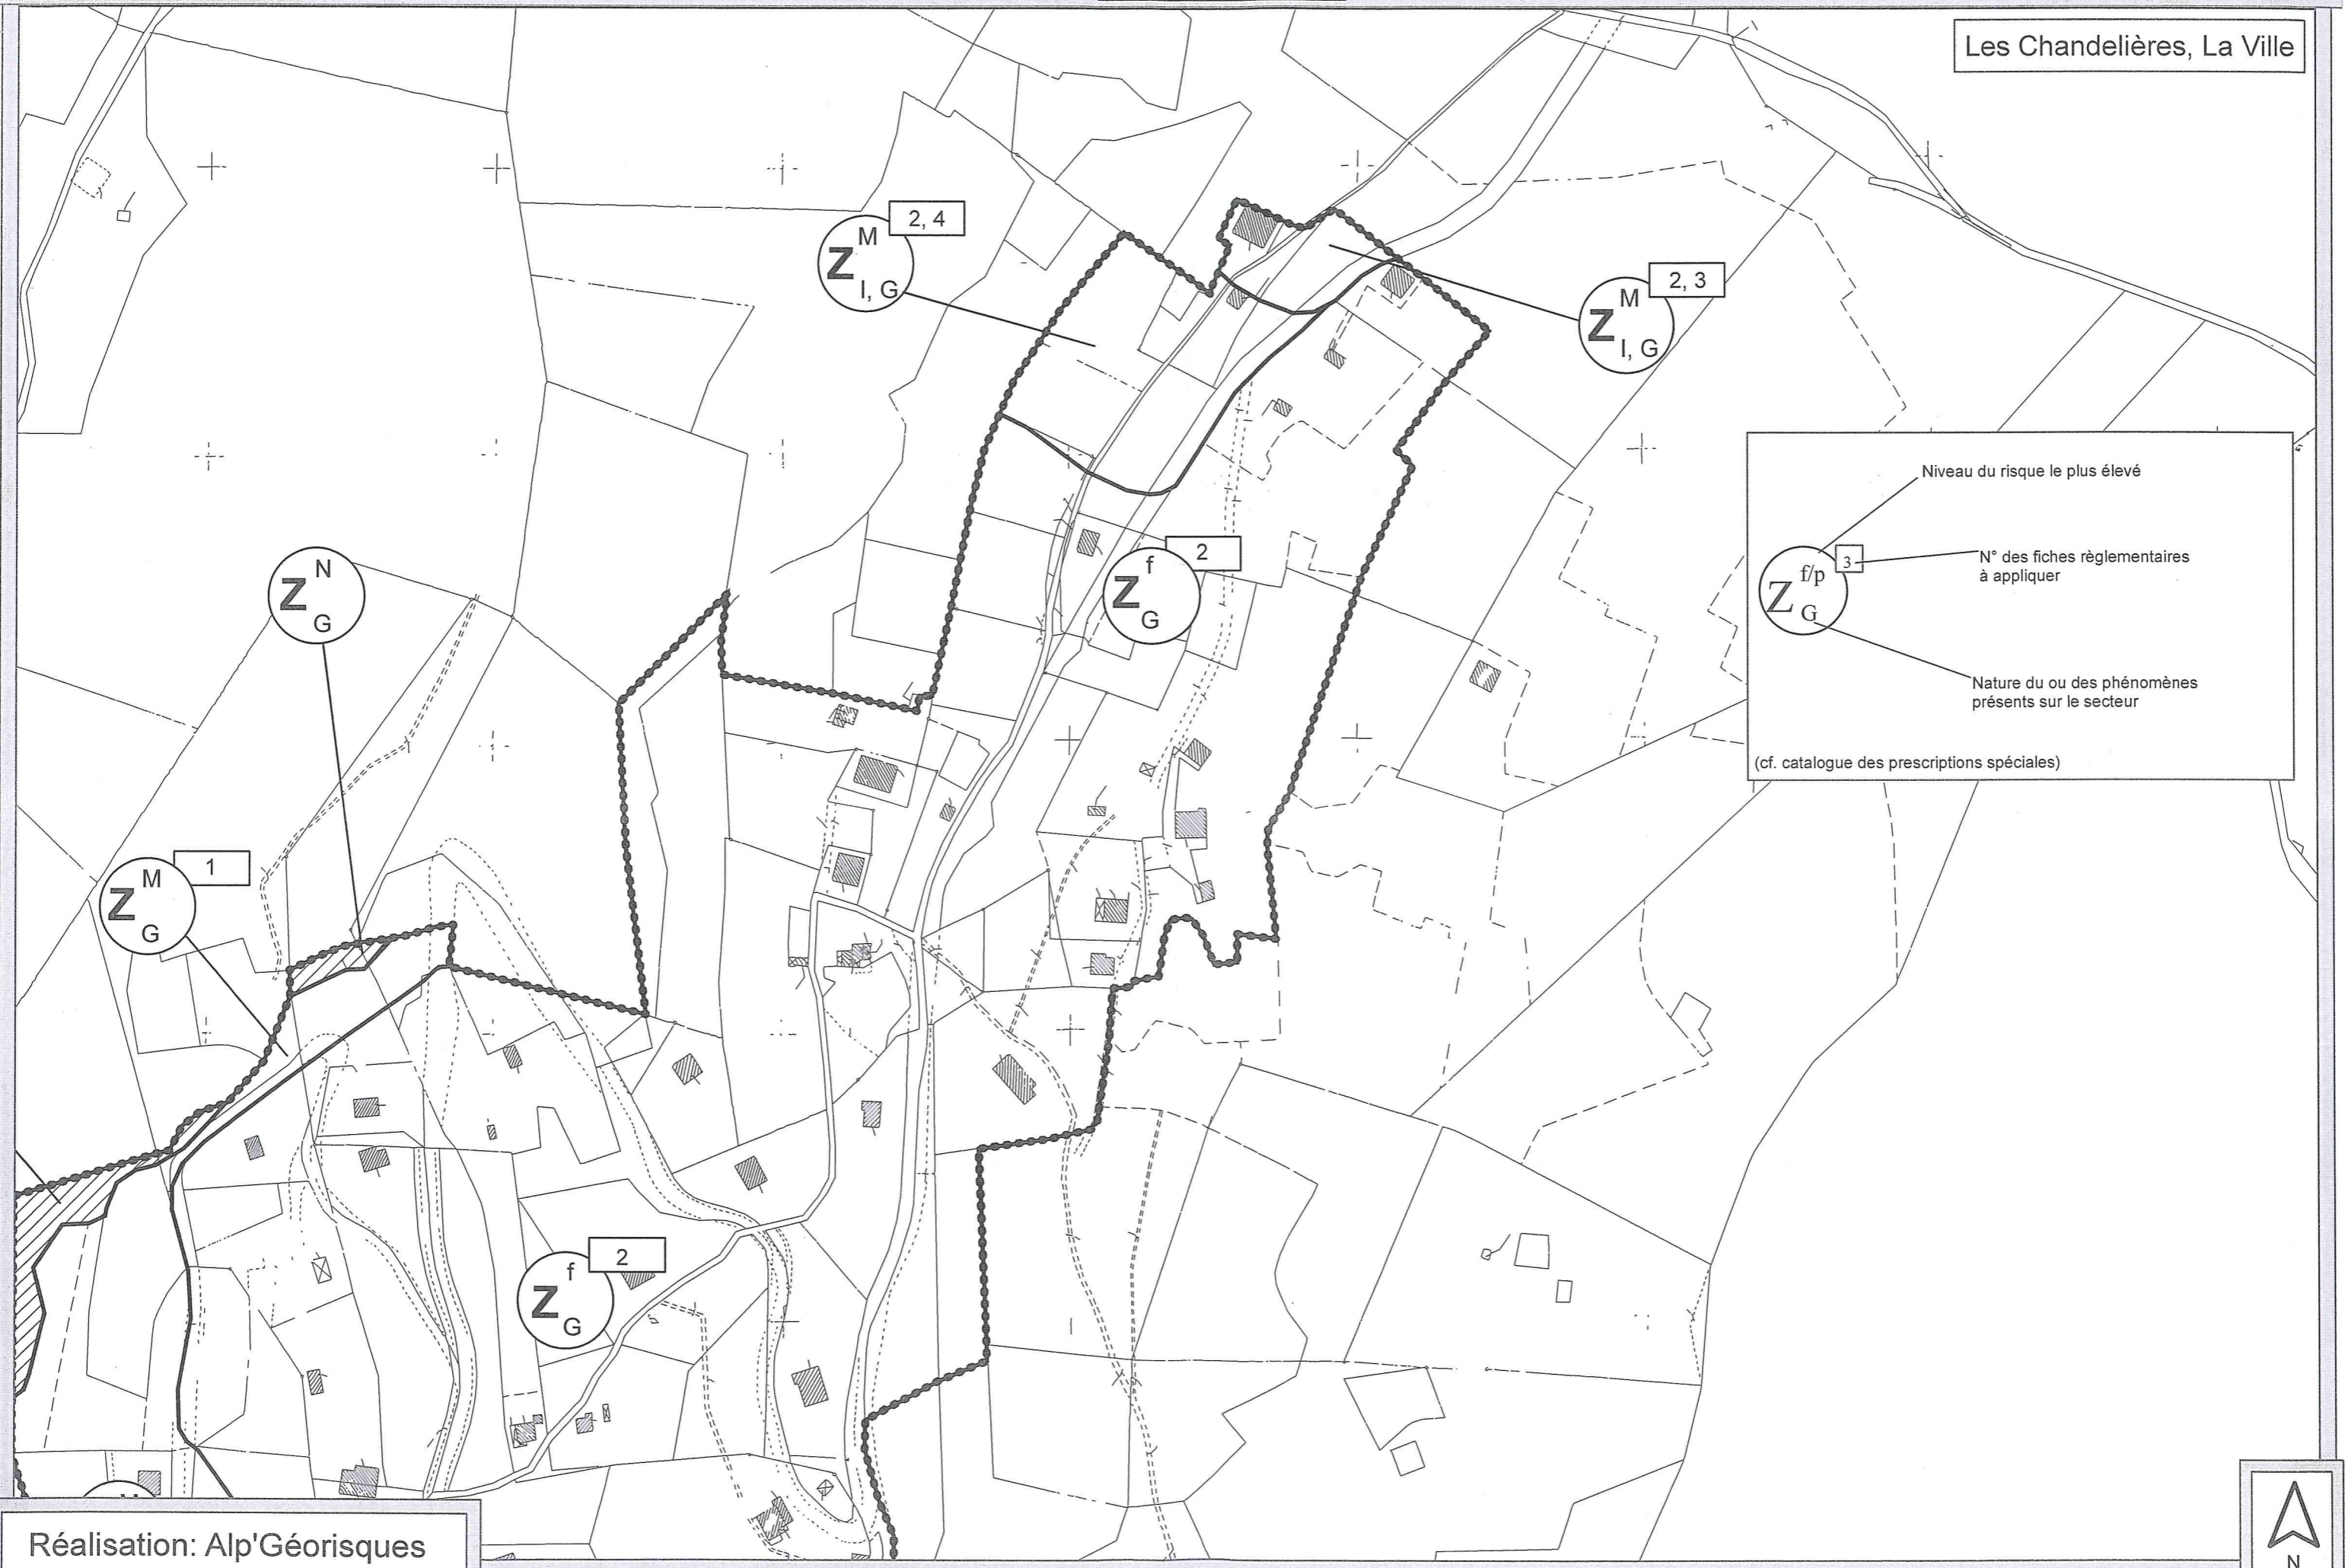 Les Chandelières, La Ville
M
2, 4
Z
I, G
M
2, 3
Z
I, G
Niveau du risque le plus élevé
N° des fiches règlementaires
à appliquer
f/p
3
Z
G
Nature du ou des phénomènes
présents sur le secteur
(cf. catalogue des prescriptions spéciales)
f
2
Z
G
N
Z
G
M
1
Z
G
f
2
Z
G
Réalisation: Alp'Géorisques
N